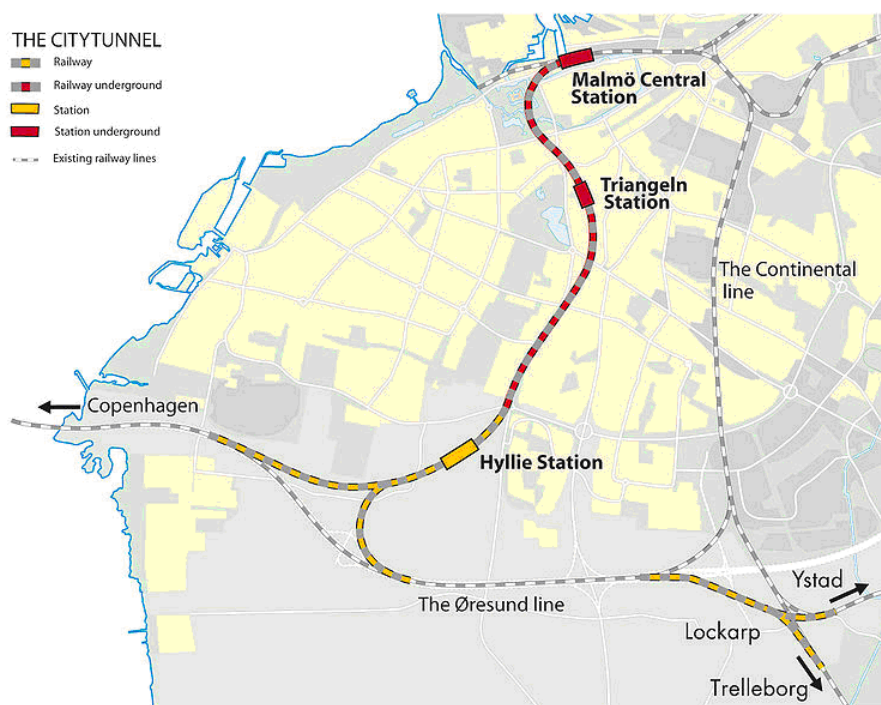 THE CITYTUNNEL
Railway
Railway underground
Station
Station underground
Existing railway lines
Malmö Central
Station
Triangeln
Station
The Continental
line
Copenhagen
Hyllie Station
The Øresund line
Ystad
Lockarp
Trelleborg